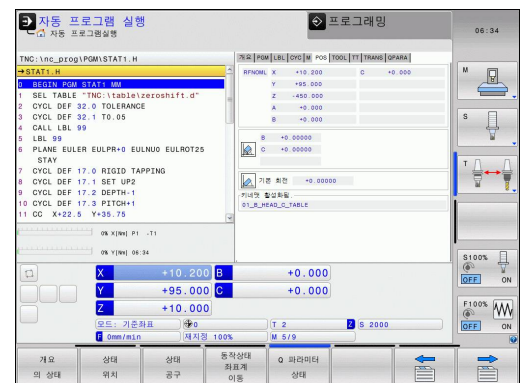 자동 프로그램 실행
자동 프로그램실행
프로그래밍
06:34
TNC:\nc_prog\PGM\STAT1.H
→STAT1.H
0 BEGIN PGM STAT1 MM
1 SEL TABLE "TNC:\table\zeroshift.d"
2 CYCL DEF 32.0 TOLERANCE
3 CYCL DEF 32.1 T0.05
4 CALL LBL 99
5 LBL 99
6 PLANE EULER EULPR+0 EULNU0 EULROT25
STAY
7 CYCL DEF 17.0 RIGID TAPPING
8 CYCL DEF 17.1 SET UP2
9 CYCL DEF 17.2 DEPTH-1
10 CYCL DEF 17.3 PITCH+1
11 CC X+22.5 Y+35.75
개요 PGM LBL CYC M POS TOOL TT TRANS QPARA
RFNOML X +10.200 C +0.000
Y +95.000
Z -450.000
A +0.000
B +0.000
B +0.00000
C +0.00000
기본 회전 +0.00000
키네맷 활성화됨.
01_B_HEAD_C_TABLE
0% X[Nm] P1 -T1
0% Y[Nm] 06:34
X +10.200 B +0.000
Y +95.000 C +0.000
Z +10.000
모드: 기준좌표 0 T 2 Z S 2000
F 0mm/min 재지정 100% M 5/9
M
S
T
S100%
OFF ON
F100%
OFF ON
개요
의 상태
상태
위치
상태
공구
동작상태
좌표계
이동
Q 파라미터
상태